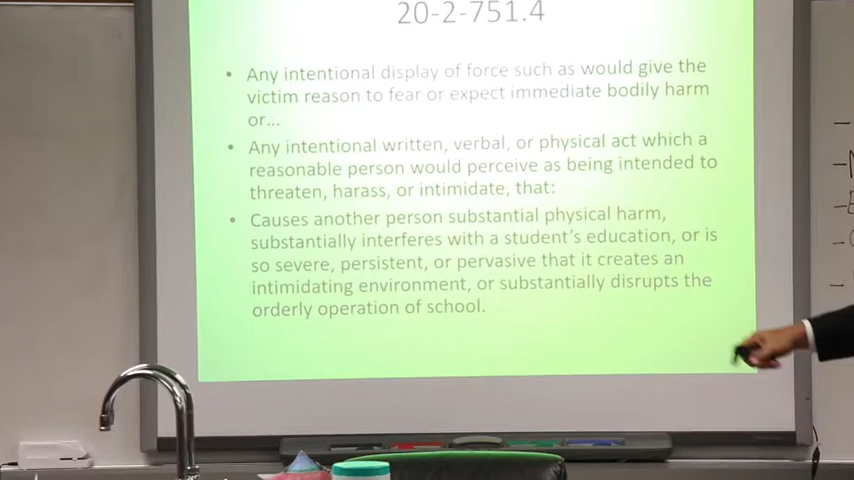 20-2-751.4
• Any intentional display of force such as would give the
victim reason to fear or expect immediate bodily harm
or...
• Any intentional written, verbal, or physical act which a
reasonable person would perceive as being intended to
threaten, harass, or intimidate, that:
• Causes another person substantial physical harm,
substantially interferes with a student's education, or is
so severe, persistent, or pervasive that it creates an
intimidating environment, or substantially disrupts the
orderly operation of school.